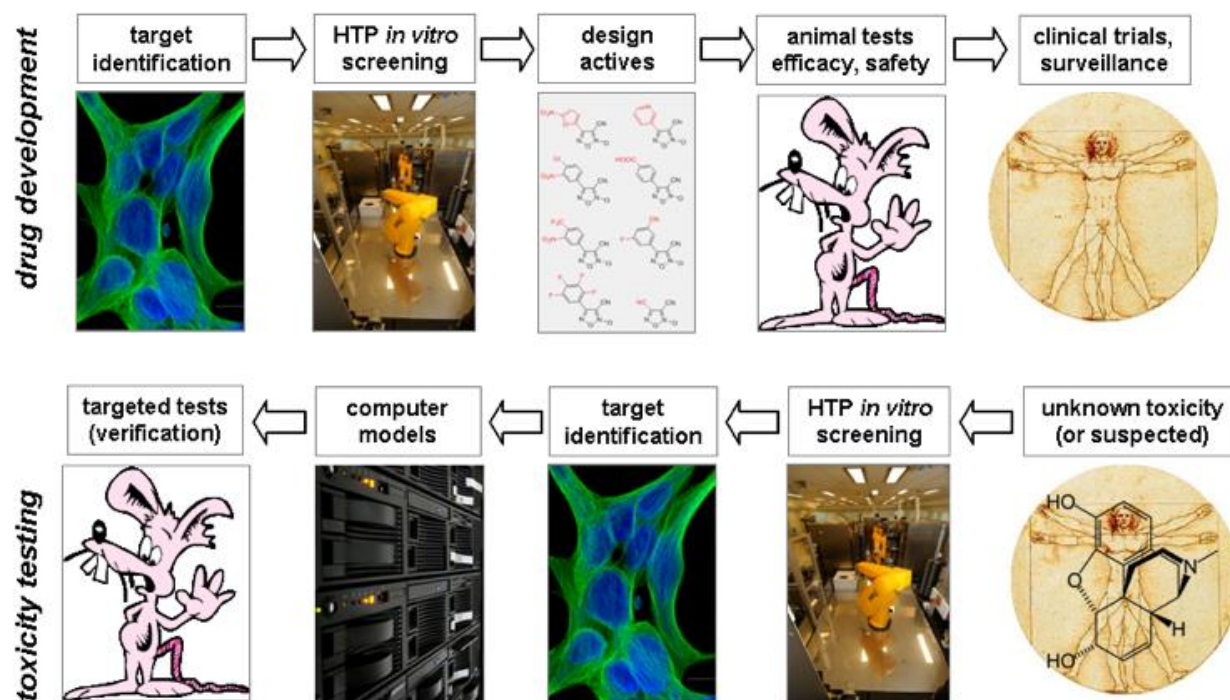 drug development
target
identification
HTP in vitro
screening
design
actives
animal tests
efficacy, safety
clinical trials,
surveillance
toxicity testing
targeted tests
(verification)
computer
models
target
identification
HTP in vitro
screening
unknown toxicity
(or suspected)
HO
O
N
H
HO